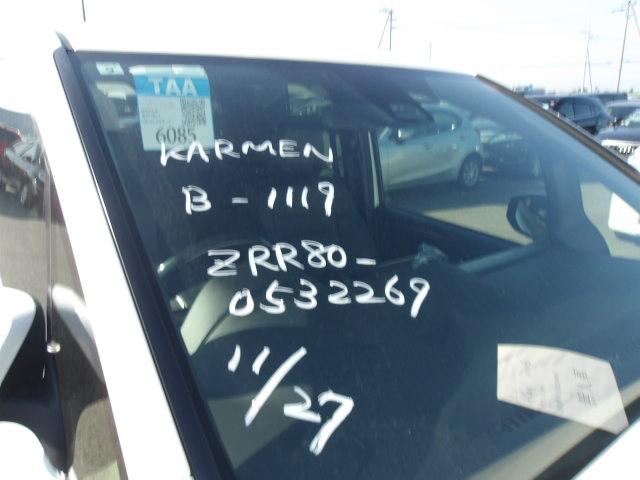 TAA
6085
KARMEN
B-1119
ZRR80-
0532269
11/27